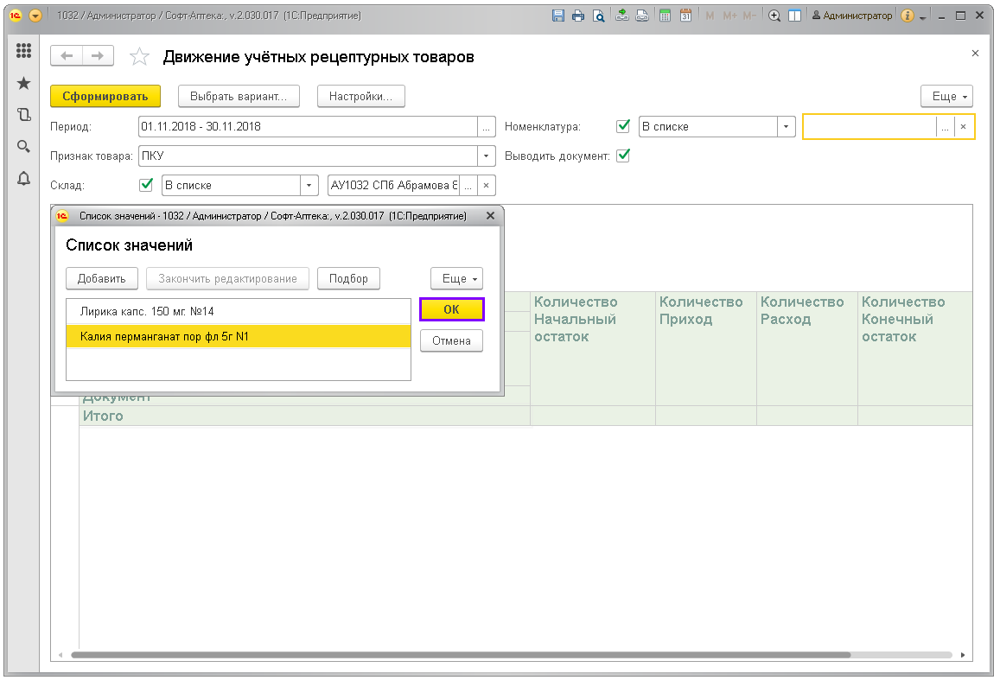 1032 / Администратор / Софт-Аптека:, v.2.030.017 (1С:Предприятие)
M M+ M-
Администратор
Движение учётных рецептурных товаров
Сформировать
Выбрать вариант...
Настройки...
Еще
Период:
01.11.2018 - 30.11.2018
...
Номенклатура:
В списке
...
Признак товара:
ПКУ
Выводить документ:
Склад:
В списке
АУ1032 СПб Абрамова
...
Список значений - 1032 / Администратор / Софт-Аптека:, v.2.030.017 (1С:Предприятие)
Список значений
Добавить
Закончить редактирование
Подбор
Еще
Лирика капс. 150 мг. №14
Калия перманганат пор фл 5г N1
ОК
Отмена
Количество
Начальный
остаток
Количество
Приход
Количество
Расход
Количество
Конечный
остаток
Документ
Итого